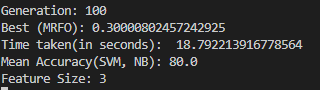 Generation: 100
Best (MRFO): 0.30000802457242925
Time taken(in seconds):  18.792213916778564
Mean Accuracy(SVM, NB): 80.0
Feature Size: 3